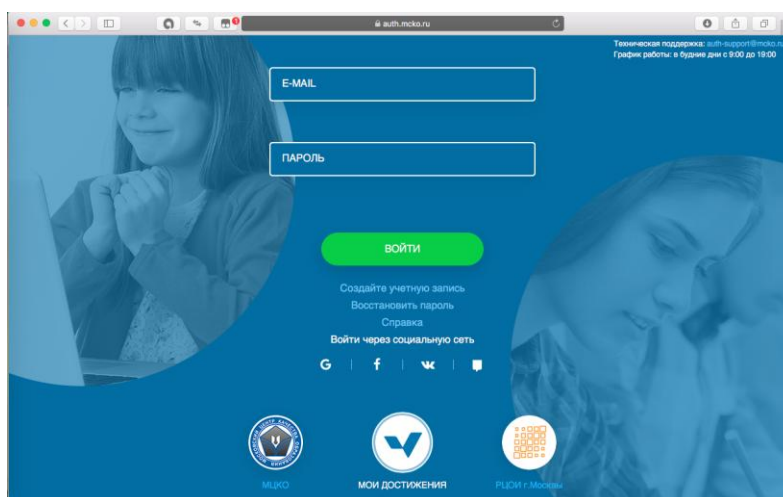 auth.mcko.ru
Техническая поддержка: auth-support@mcko.ru
График работы: в будние дни с 9:00 до 19:00
E-MAIL
ПАРОЛЬ
ВОЙТИ
Создайте учетную запись
Восстановить пароль
Справка
Войти через социальную сеть
МЦКО
МОИ ДОСТИЖЕНИЯ
РЦОИ г.Москвы